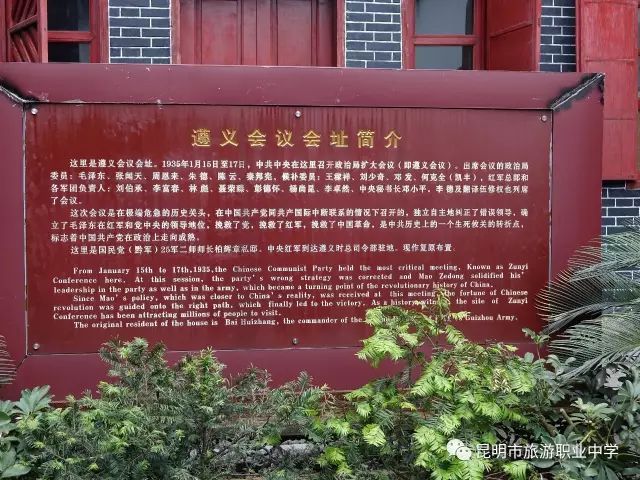 遵义会议会址简介
这里是遵义会议会址。1935年1月15日至17日，中共中央在这里召开政治局扩大会议（即遵义会议）。出席会议的政治局
委员：毛泽东、张闻天、周恩来、朱 德、陈 云、秦邦宪，候补委员：王稼祥、刘少奇、邓 发、何克全（凯丰），红军总部和
各军团负责人：刘伯承、李富春、林 彪、聂荣臻、彭德怀、杨尚昆、李卓然、中央秘书长邓小平，李 德及翻译伍修权也列席
了会议。
这次会议是在极端危急的历史关头，在中国共产党同共产国际中断联系的情况下召开的，独立自主地纠正了错误领导，确
立了毛泽东在红军和党中央的领导地位，挽救了党，挽救了红军，挽救了中国革命，是中共历史上的一个生死攸关的转折点，
标志着中国共产党在政治上走向成熟。
这里是国民党（黔军）25军二师师长柏辉章私邸，中央红军到达遵义时总司令部驻地，现作复原布置。
From January 15th to 17th,1935,the Chinese Communist Party held the most critical meeting, Known as Zunyi
Conference here. At this session, the party's wrong strategy was corrected and Mao Zedong solidified his'
leadership in the party as well as in the army, which became a turning point of the revolutionary history of China.
Since Mao's policy, which was closer to China's reality, was received at this meeting, the fortune of Chinese
revolution was guided onto the right path, which finally led to the victory. As a history witness the site of Zunyi
Conference has been attracting millions of people to visit.
The original resident of the house is Bai Huizhang, the commander of the Guizhou Army.
昆明市旅游职业中学